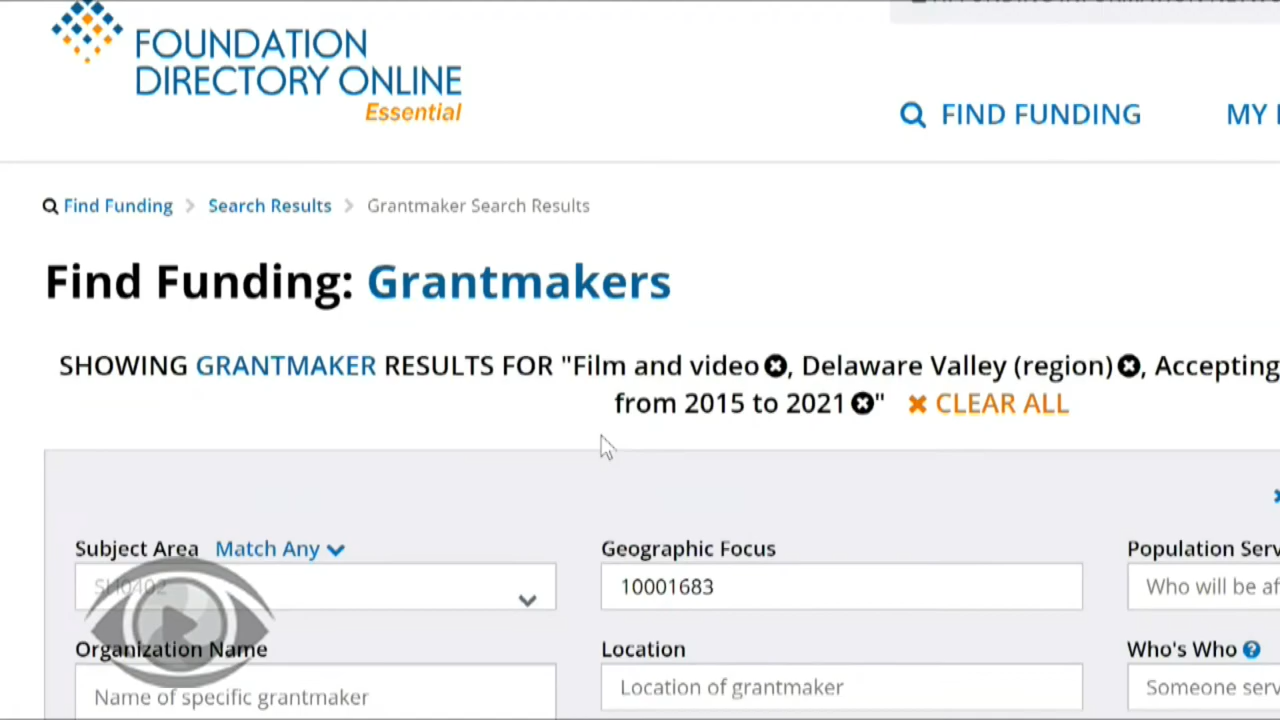 FOUNDATION
DIRECTORY ONLINE
Essential
FIND FUNDING
MY
Find Funding > Search Results > Grantmaker Search Results
Find Funding: Grantmakers
SHOWING GRANTMAKER RESULTS FOR "Film and video, Delaware Valley (region), Accepting
from 2015 to 2021" CLEAR ALL
Subject Area Match Any
Geographic Focus
Population Serv
SH0402
10001683
Who will be af
Organization Name
Location
Who's Who ?
Name of specific grantmaker
Location of grantmaker
Someone serv